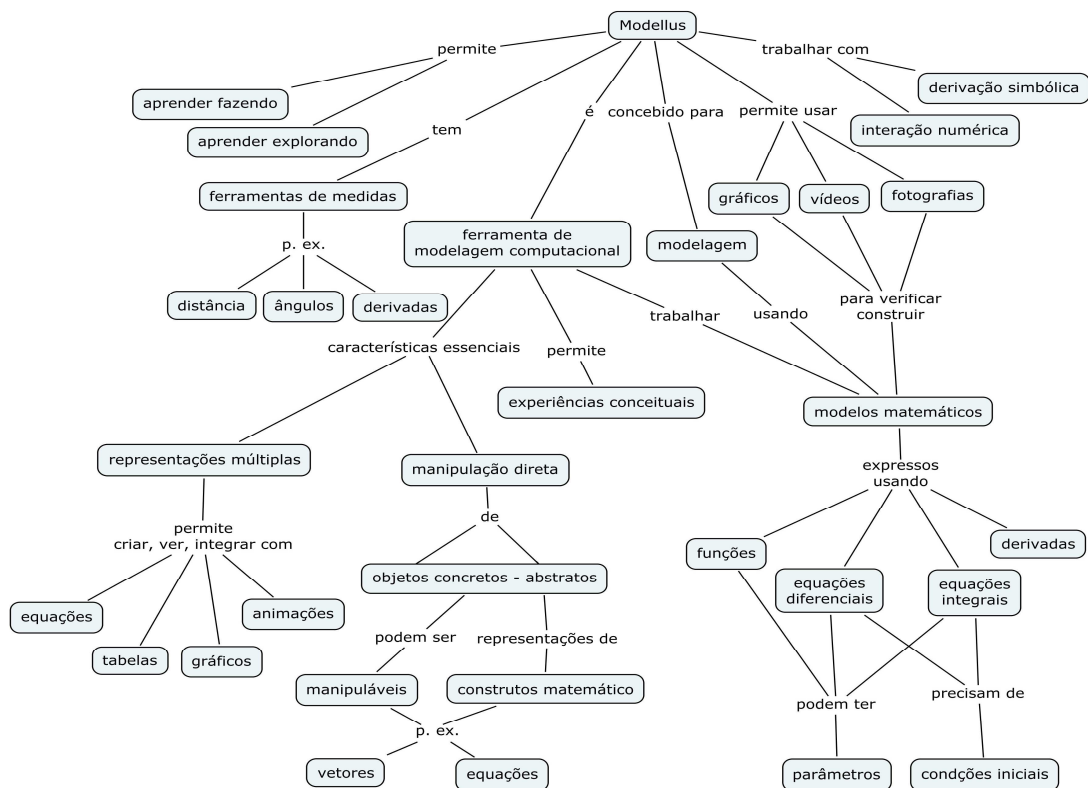 Modellus
permite
trabalhar com
aprender fazendo
aprender explorando
derivação simbólica
interação numérica
tem
é
concebido para
permite usar
ferramentas de medidas
gráficos
vídeos
fotografias
p. ex.
ferramenta de
modelagem computacional
modelagem
distância
ângulos
derivadas
trabalhar
usando
para verificar
construir
características essenciais
permite
experiências conceituais
modelos matemáticos
representações múltiplas
manipulação direta
expressos
usando
permite
criar, ver, integrar com
de
funções
derivadas
equações
tabelas
gráficos
animações
objetos concretos - abstratos
equações
diferenciais
equações
integrais
podem ser
representações de
manipuláveis
construtos matemático
podem ter
precisam de
p. ex.
vetores
equações
parâmetros
condções iniciais